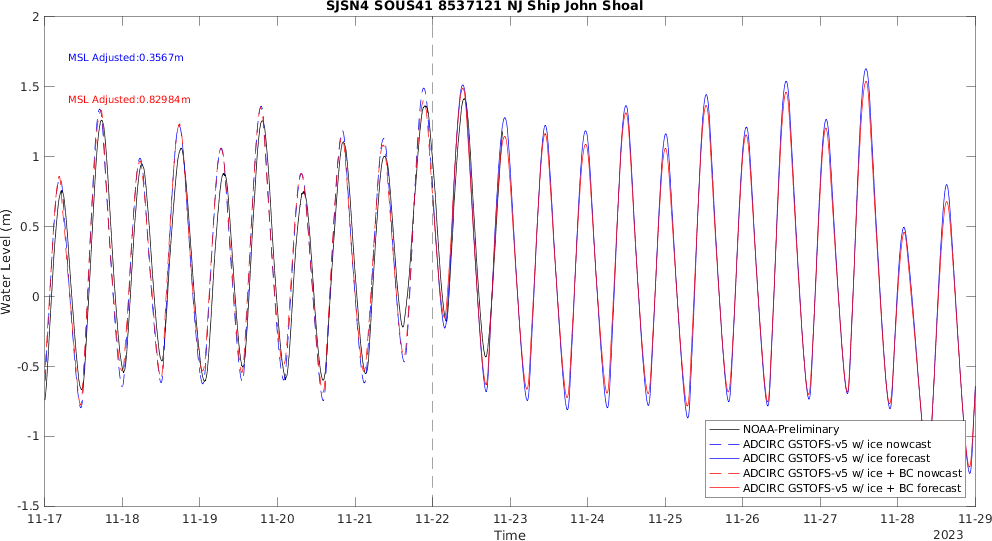 SJSN4 SOUS41 8537121 NJ Ship John Shoal
MSL Adjusted:0.3567m
MSL Adjusted:0.82984m
Water Level (m)
2
1.5
1
0.5
0
-0.5
-1
-1.5
NOAA-Preliminary
ADCIRC GSTOFS-v5 w/ ice nowcast
ADCIRC GSTOFS-v5 w/ ice forecast
ADCIRC GSTOFS-v5 w/ ice + BC nowcast
ADCIRC GSTOFS-v5 w/ ice + BC forecast
11-17 11-18 11-19 11-20 11-21 11-22 11-23 11-24 11-25 11-26 11-27 11-28 11-29
Time
2023